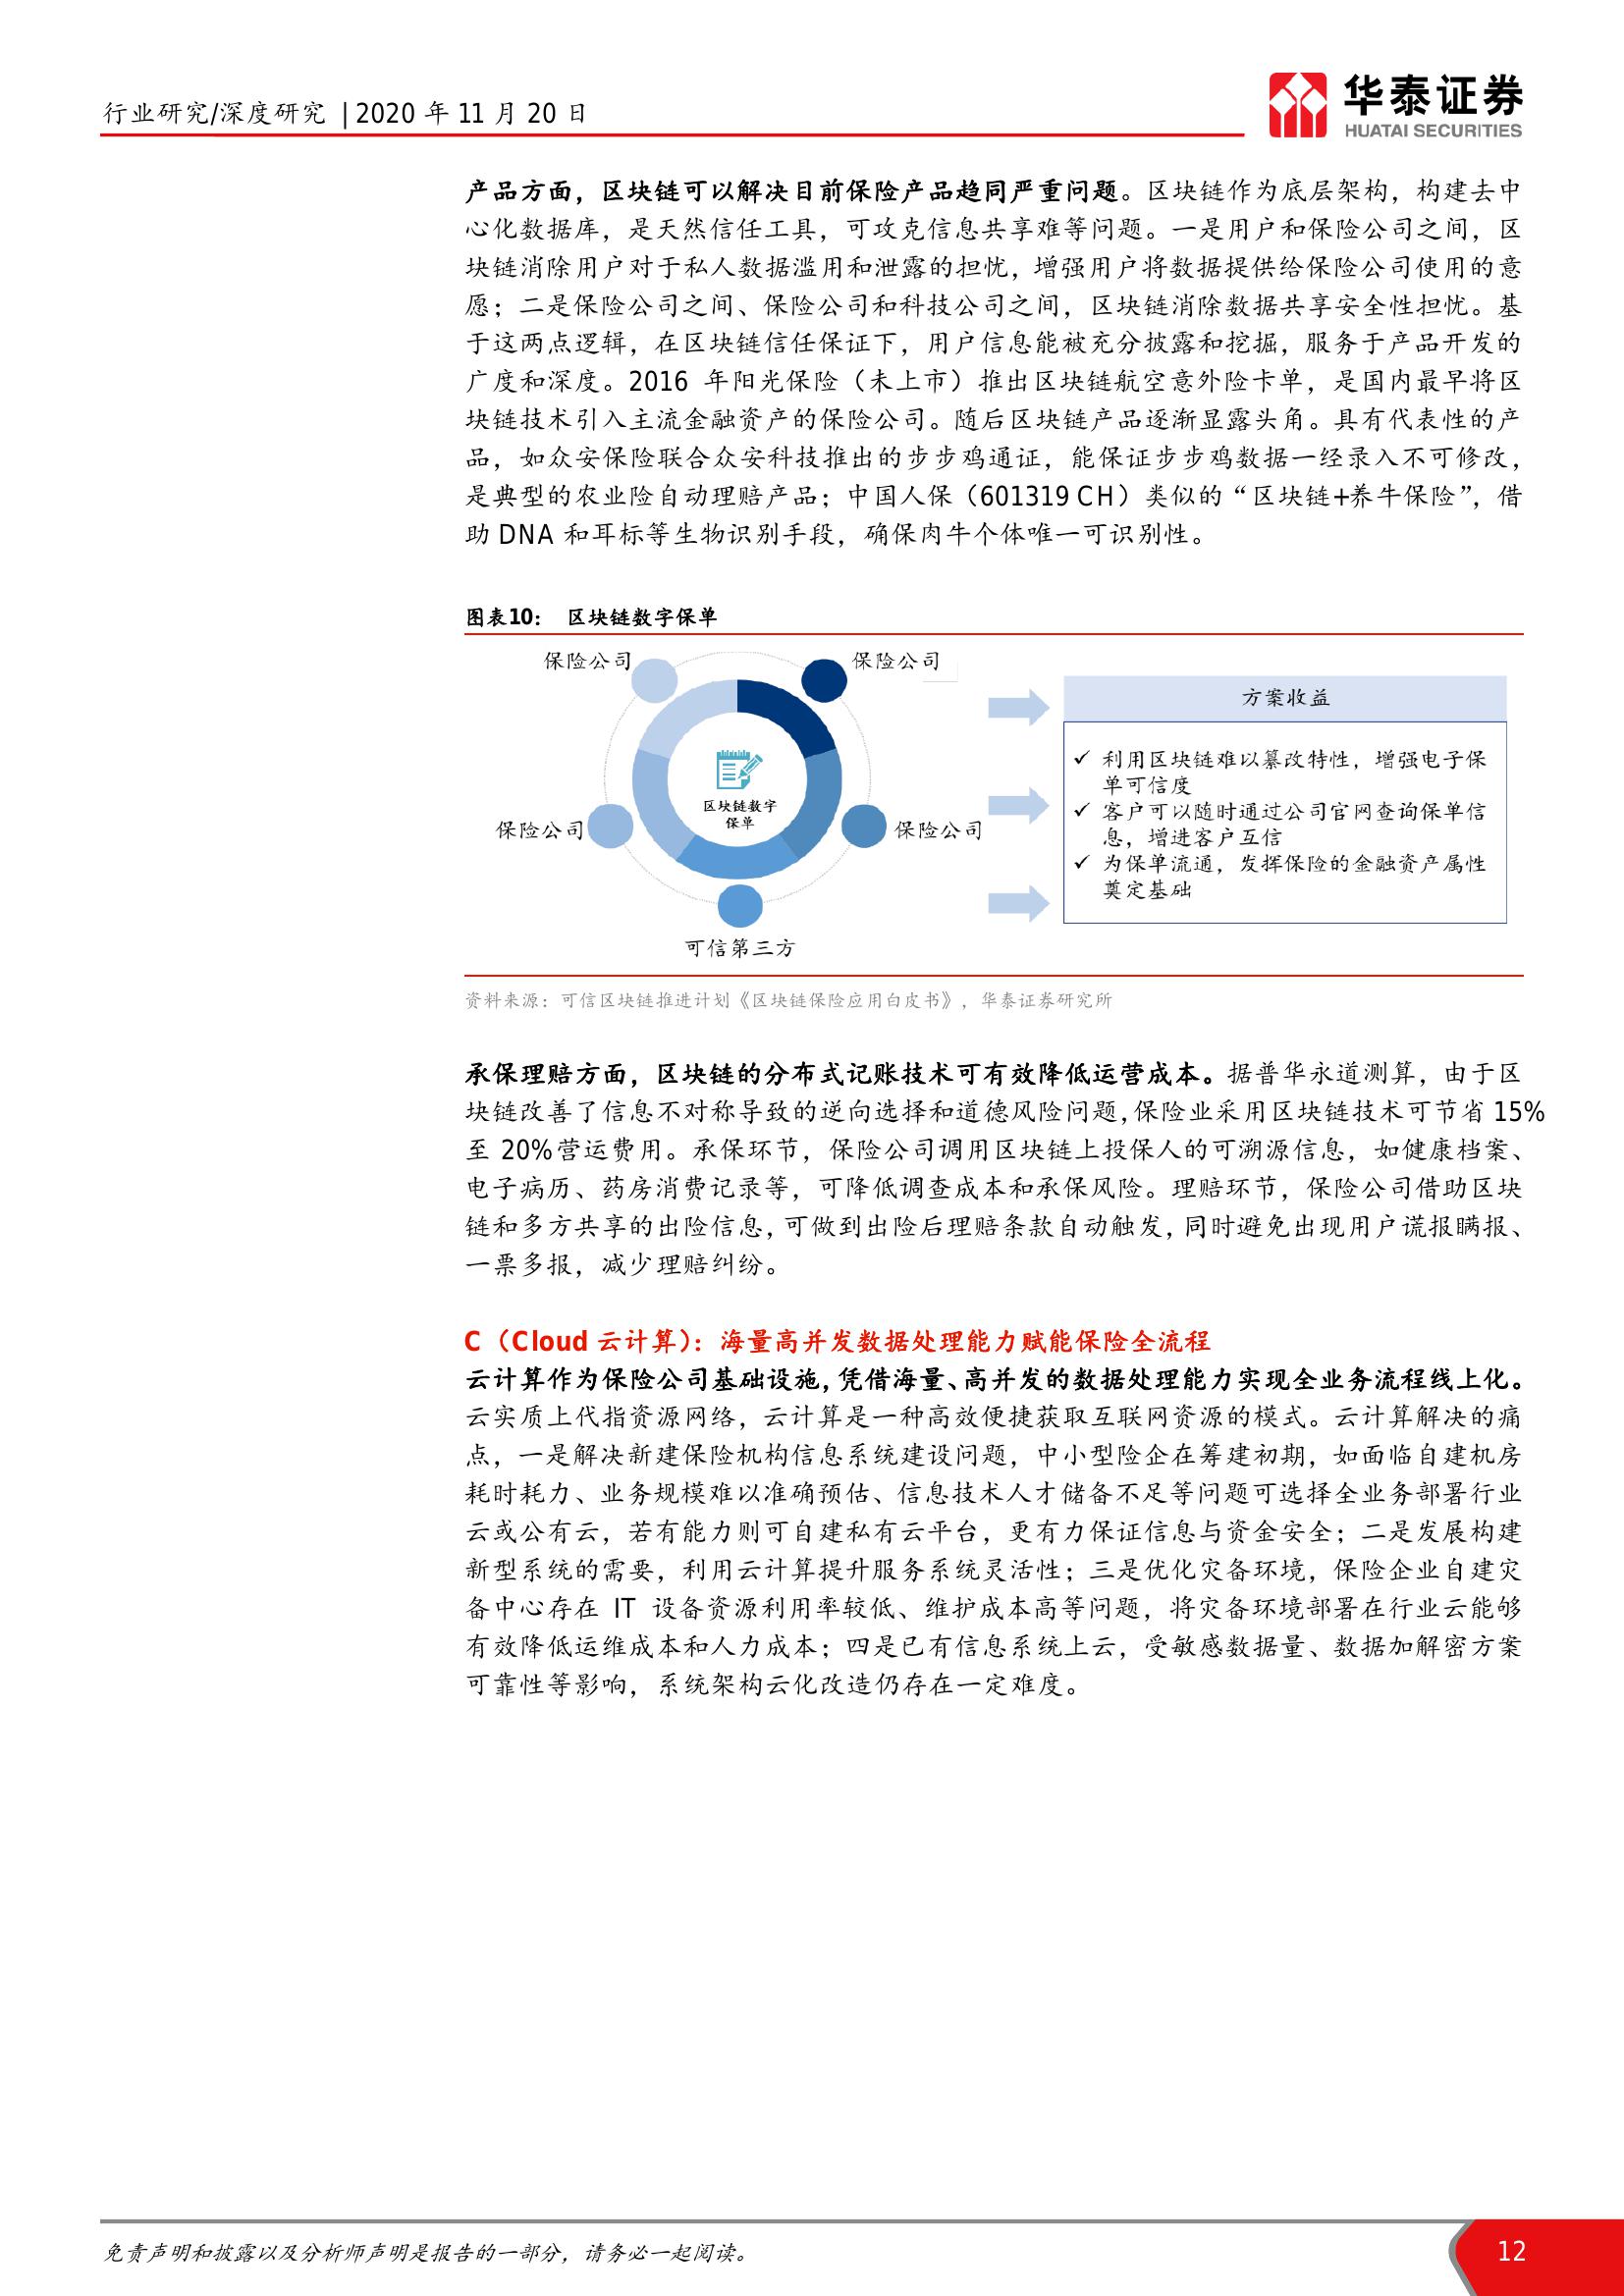 行业研究/深度研究 | 2020 年 11 月 20 日
华泰证券
HUATAI SECURITIES
产品方面，区块链可以解决目前保险产品趋同严重问题。区块链作为底层架构，构建去中
心化数据库，是天然信任工具，可攻克信息共享难等问题。一是用户和保险公司之间，区
块链消除用户对于私人数据滥用和泄露的担忧，增强用户将数据提供给保险公司使用的意
愿；二是保险公司之间、保险公司和科技公司之间，区块链消除数据共享安全性担忧。基
于这两点逻辑，在区块链信任保证下，用户信息能被充分披露和挖掘，服务于产品开发的
广度和深度。2016 年阳光保险（未上市）推出区块链航空意外险卡单，是国内最早将区
块链技术引入主流金融资产的保险公司。随后区块链产品逐渐显露头角。具有代表性的产
品，如众安保险联合众安科技推出的步步鸡通证，能保证步步鸡数据一经录入不可修改，
是典型的农业险自动理赔产品；中国人保（601319 CH）类似的“区块链+养牛保险”，借
助 DNA 和耳标等生物识别手段，确保肉牛个体唯一可识别性。
图表10： 区块链数字保单
保险公司
保险公司
方案收益
区块链数字
保单
保险公司
保险公司
可信第三方
✓ 利用区块链难以篡改特性，增强电子保
单可信度
✓ 客户可以随时通过公司官网查询保单信
息，增进客户互信
✓ 为保单流通，发挥保险的金融资产属性
奠定基础
资料来源：可信区块链推进计划《区块链保险应用白皮书》，华泰证券研究所
承保理赔方面，区块链的分布式记账技术可有效降低运营成本。据普华永道测算，由于区
块链改善了信息不对称导致的逆向选择和道德风险问题,保险业采用区块链技术可节省 15%
至 20%营运费用。承保环节，保险公司调用区块链上投保人的可溯源信息，如健康档案、
电子病历、药房消费记录等，可降低调查成本和承保风险。理赔环节，保险公司借助区块
链和多方共享的出险信息,可做到出险后理赔条款自动触发,同时避免出现用户谎报瞒报、
一票多报，减少理赔纠纷。
C（Cloud 云计算）：海量高并发数据处理能力赋能保险全流程
云计算作为保险公司基础设施,凭借海量、高并发的数据处理能力实现全业务流程线上化。
云实质上代指资源网络，云计算是一种高效便捷获取互联网资源的模式。云计算解决的痛
点，一是解决新建保险机构信息系统建设问题，中小型险企在筹建初期，如面临自建机房
耗时耗力、业务规模难以准确预估、信息技术人才储备不足等问题可选择全业务部署行业
云或公有云，若有能力则可自建私有云平台，更有力保证信息与资金安全；二是发展构建
新型系统的需要，利用云计算提升服务系统灵活性；三是优化灾备环境，保险企业自建灾
备中心存在 IT 设备资源利用率较低、维护成本高等问题，将灾备环境部署在行业云能够
有效降低运维成本和人力成本；四是已有信息系统上云，受敏感数据量、数据加解密方案
可靠性等影响，系统架构云化改造仍存在一定难度。
免责声明和披露以及分析师声明是报告的一部分，请务必一起阅读。
12